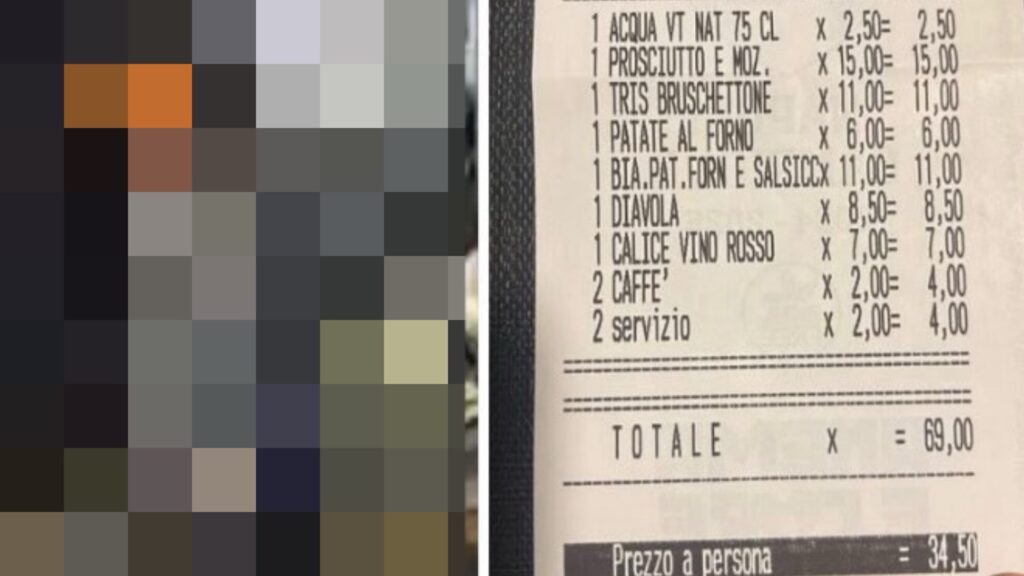 1 ACQUA VT NAT 75 CL x 2,50= 2,50
1 PROSCIUTTO E MOZ. x 15,00= 15,00
1 TRIS BRUSCHETTONE x 11,00= 11,00
1 PATATE AL FORNO x 6,00= 6,00
1 BIA.PAT.FORN E SALSICCx 11,00= 11,00
1 DIAVOLA x 8,50= 8,50
1 CALICE VINO ROSSO x 7,00= 7,00
2 CAFFE' x 2,00= 4,00
2 servizio x 2,00= 4,00
TOTALE x = 69,00
Prezzo a persona = 34,50